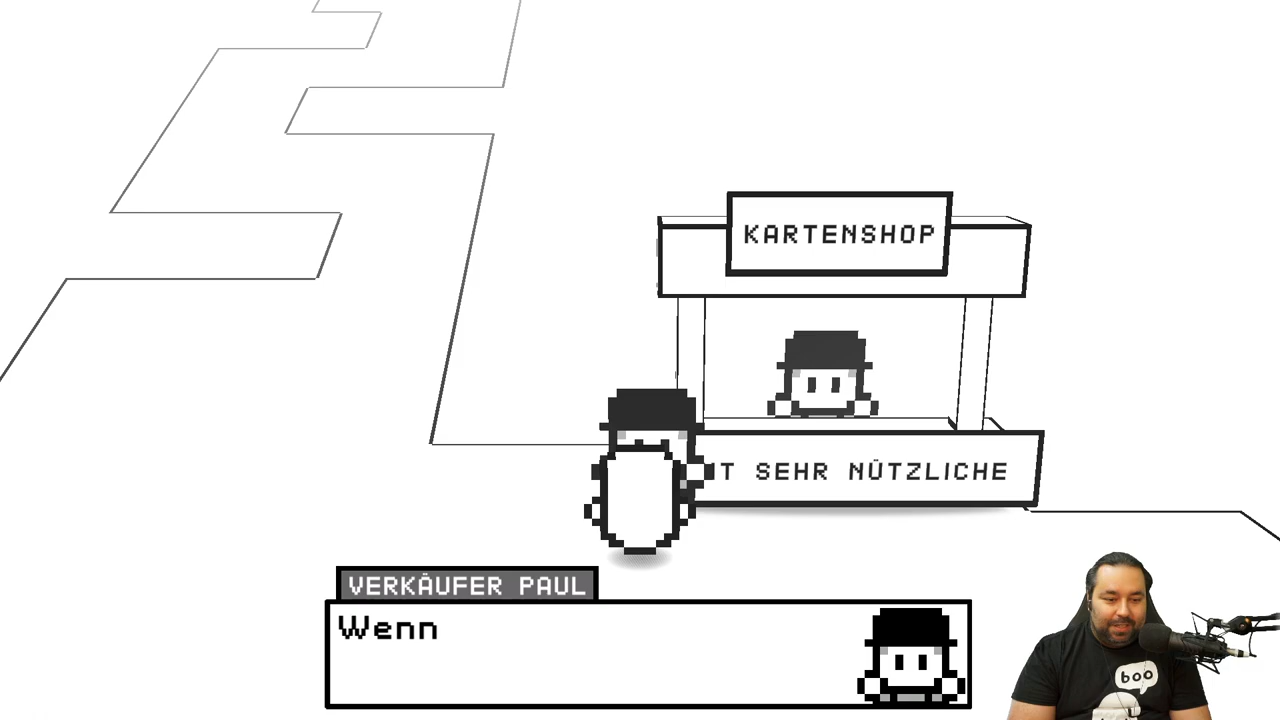 KARTENSHOP
T SEHR NÜTZLICHE
VERKÄUFER PAUL
Wenn
boo